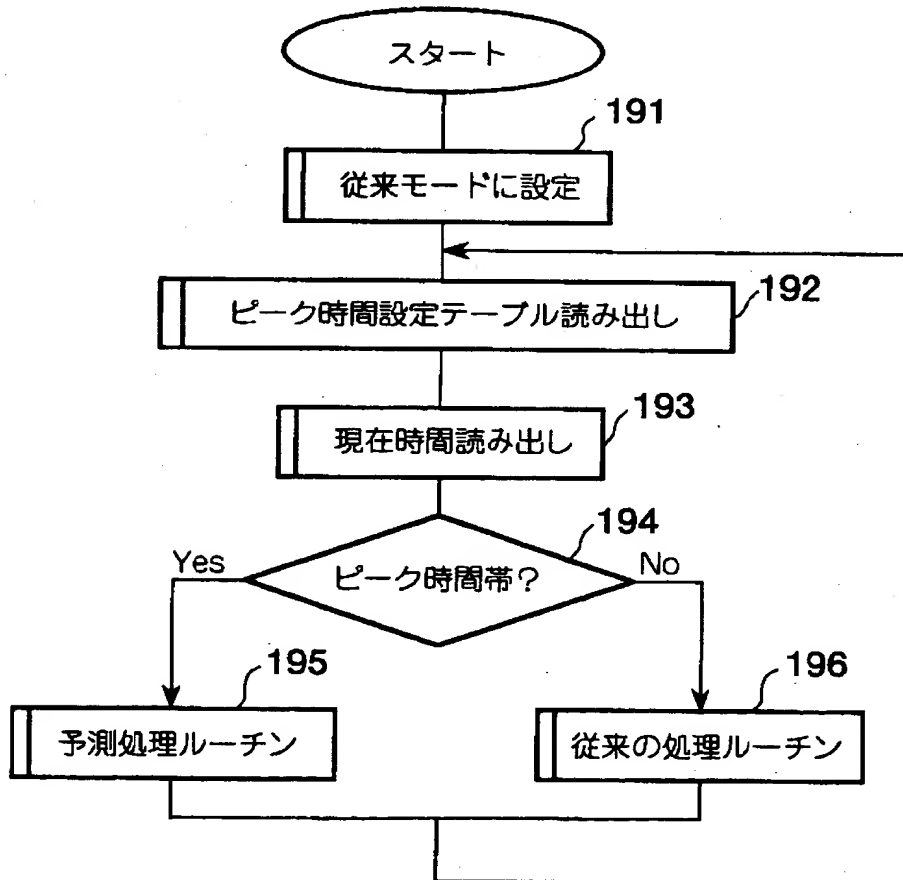 スタート
191
従来モードに設定
192
ピーク時間設定テーブル読み出し
193
現在時間読み出し
194
Yes
ピーク時間帯?
No
195
予測処理ルーチン
196
従来の処理ルーチン